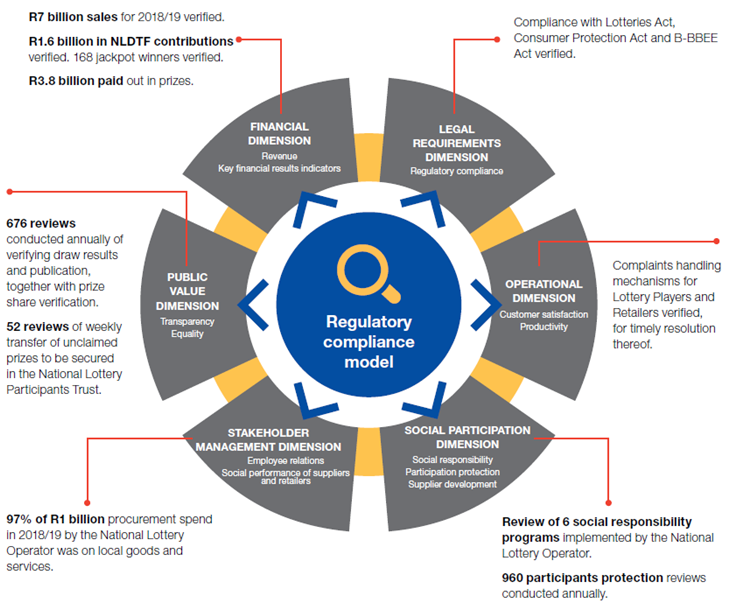 R7 billion sales for 2018/19 verified.
R1.6 billion in NLDTF contributions
verified. 168 jackpot winners verified.
R3.8 billion paid out in prizes.
Compliance with Lotteries Act,
Consumer Protection Act and B-BBEE
Act verified.
FINANCIAL
DIMENSION
Revenue
Key financial results indicators
LEGAL
REQUIREMENTS
DIMENSION
Regulatory compliance
676 reviews
conducted annually of
verifying draw results
and publication,
together with prize
share verification.
52 reviews of weekly
transfer of unclaimed
prizes to be secured
in the National Lottery
Participants Trust.
PUBLIC
VALUE
DIMENSION
Transparency
Equality
Regulatory
compliance
model
OPERATIONAL
DIMENSION
Customer satisfaction
Productivity
Complaints handling
mechanisms for
Lottery Players and
Retailers verified,
for timely resolution
thereof.
STAKEHOLDER
MANAGEMENT DIMENSION
Employee relations
Social performance of suppliers
and retailers
SOCIAL PARTICIPATION
DIMENSION
Social responsibility
Participation protection
Supplier development
97% of R1 billion procurement spend
in 2018/19 by the National Lottery
Operator was on local goods and
services.
Review of 6 social responsibility
programs implemented by the National
Lottery Operator.
960 participants protection reviews
conducted annually.